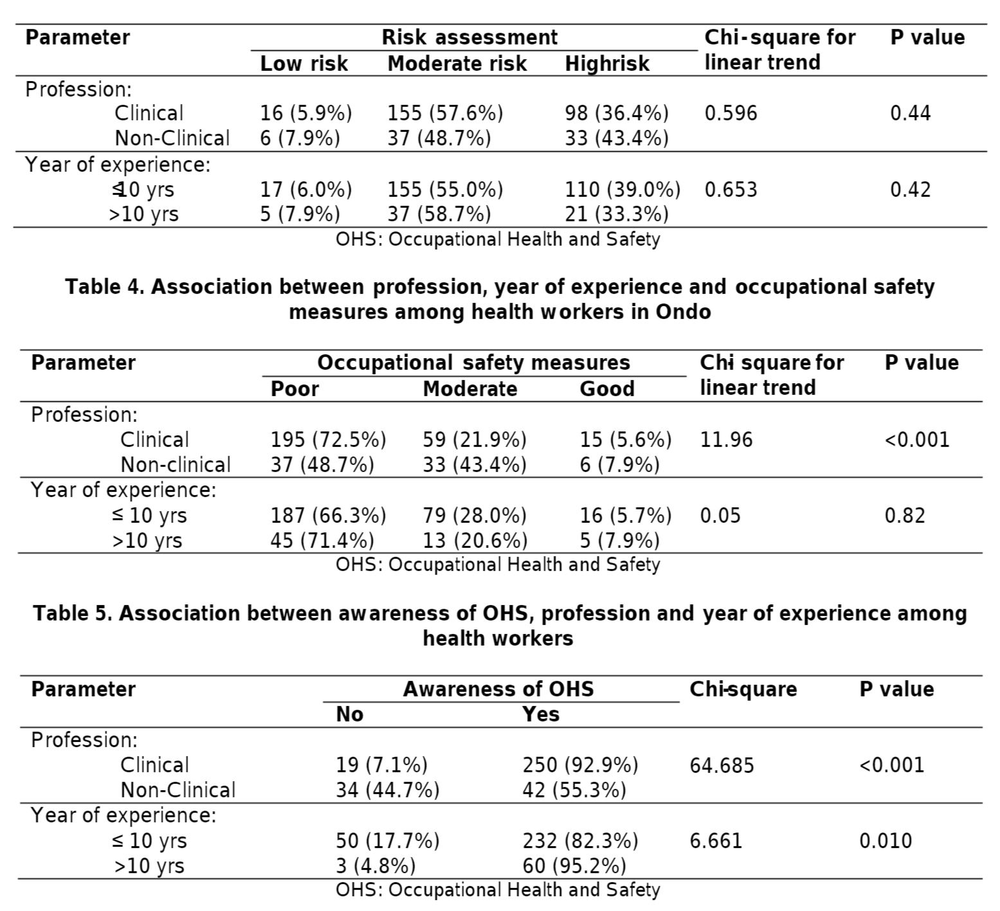 Parameter Risk assessment Chi-square for P value
Low risk Moderate risk Highrisk linear trend
Profession:
Clinical 16 (5.9%) 155 (57.6%) 98 (36.4%) 0.596 0.44
Non-Clinical 6 (7.9%) 37 (48.7%) 33 (43.4%)
Year of experience:
≤10 yrs 17 (6.0%) 155 (55.0%) 110 (39.0%) 0.653 0.42
>10 yrs 5 (7.9%) 37 (58.7%) 21 (33.3%)
OHS: Occupational Health and Safety
Table 4. Association between profession, year of experience and occupational safety
measures among health workers in Ondo
Parameter Occupational safety measures Chi- square for P value
Poor Moderate Good linear trend
Profession:
Clinical 195 (72.5%) 59 (21.9%) 15 (5.6%) 11.96 <0.001
Non-clinical 37 (48.7%) 33 (43.4%) 6 (7.9%)
Year of experience:
≤ 10 yrs 187 (66.3%) 79 (28.0%) 16 (5.7%) 0.05 0.82
>10 yrs 45 (71.4%) 13 (20.6%) 5 (7.9%)
OHS: Occupational Health and Safety
Table 5. Association between awareness of OHS, profession and year of experience among
health workers
Parameter Awareness of OHS Chi-square P value
No Yes
Profession:
Clinical 19 (7.1%) 250 (92.9%) 64.685 <0.001
Non-Clinical 34 (44.7%) 42 (55.3%)
Year of experience:
≤ 10 yrs 50 (17.7%) 232 (82.3%) 6.661 0.010
>10 yrs 3 (4.8%) 60 (95.2%)
OHS: Occupational Health and Safety